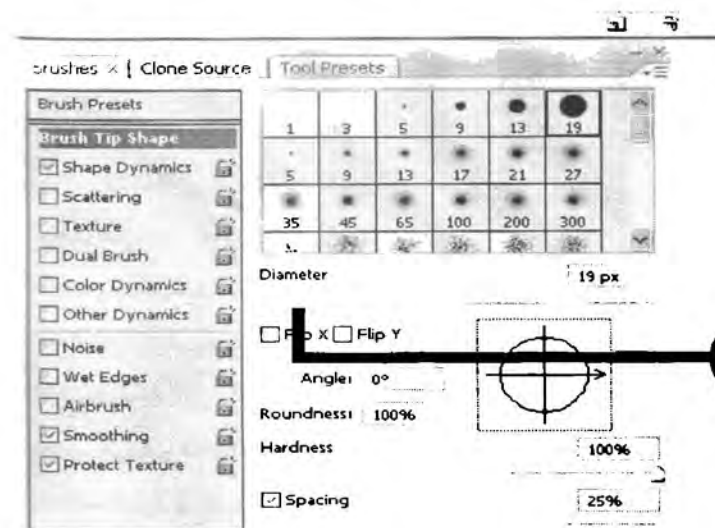 brushes × Clone Source Tool Presets
Brush Presets
Brush Tip Shape
Shape Dynamics
Scattering
Texture
Dual Brush
Color Dynamics
Other Dynamics
Noise
Wet Edges
Airbrush
Smoothing
Protect Texture
1 3 5 9 13 19
5 9 13 17 21 27
35 45 65 100 200 300
Diameter 19 px
X Flip Y
Angle: 0°
Roundness: 100%
Hardness 100%
Spacing 25%